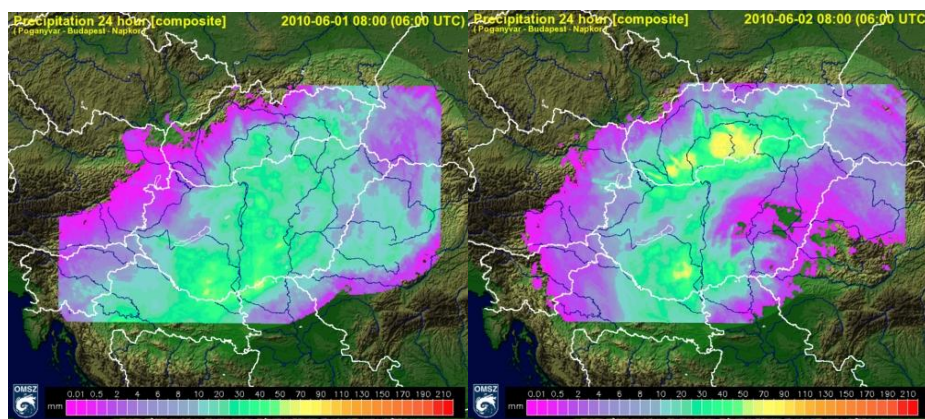 Precipitation 24 hour [composite] 2010-06-01 08:00 (06:00 UTC)
( Poganyvar - Budapest - Napkor )
OMSZ
mm 0.01 0.5 2 4 6 8 10 20 30 50 70 90 110 130 150 170 190 210
Precipitation 24 hour [composite] 2010-06-02 08:00 (06:00 UTC)
( Poganyvar - Budapest - Napkor )
OMSZ
mm 0.01 0.5 2 4 6 8 10 20 30 50 70 90 110 130 150 170 190 210